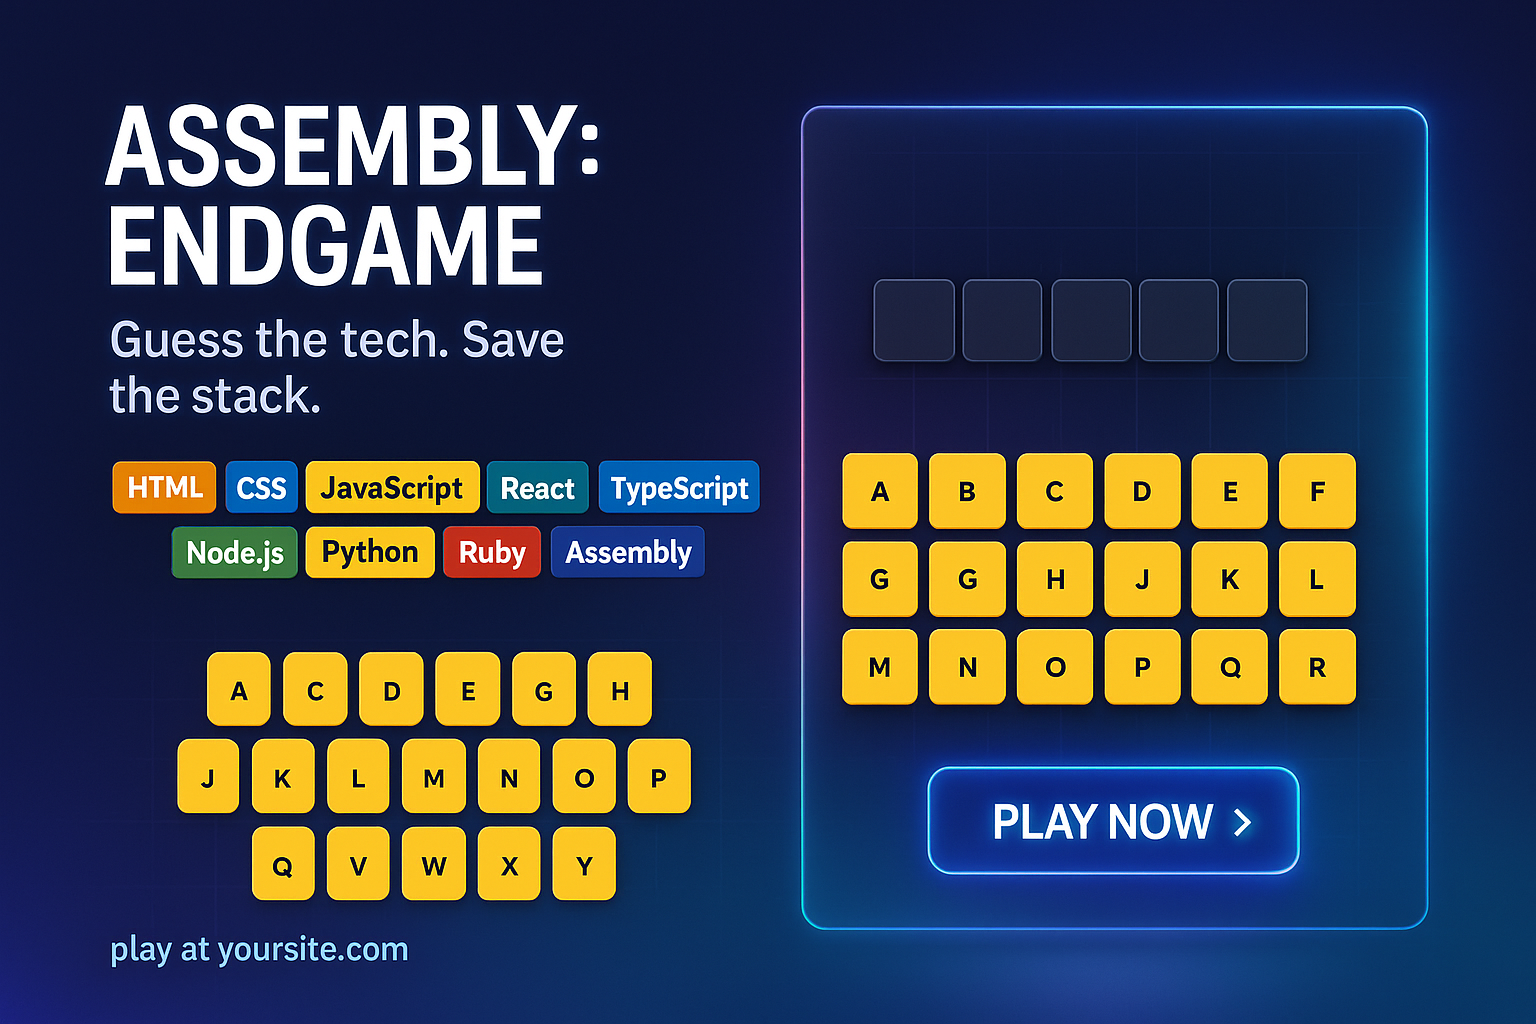 ASSEMBLY:
ENDGAME
Guess the tech. Save
the stack.
HTML CSS JavaScript React TypeScript
Node.js Python Ruby Assembly
A C D E G H
J K L M N O P
Q V W X Y
play at yoursite.com
A B C D E F
G G H J K L
M N O P Q R
PLAY NOW >